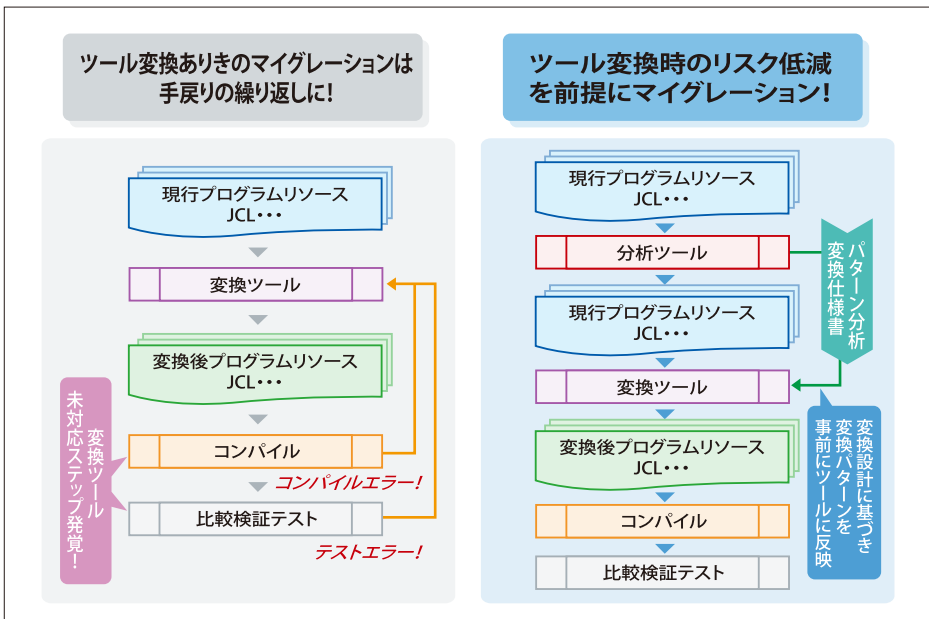 ツール変換ありきのマイグレーションは
手戻りの繰り返しに！
現行プログラムリソース
JCL・・・
変換ツール
変換後プログラムリソース
JCL・・・
変換ツール
未対応ステップ発覚！
コンパイル
コンパイルエラー！
比較検証テスト
テストエラー！
ツール変換時のリスク低減
を前提にマイグレーション！
現行プログラムリソース
JCL・・・
分析ツール
パターン分析
変換仕様書
現行プログラムリソース
JCL・・・
変換ツール
変換設計に基づき
変換パターンを
事前にツールに反映
変換後プログラムリソース
JCL・・・
コンパイル
比較検証テスト